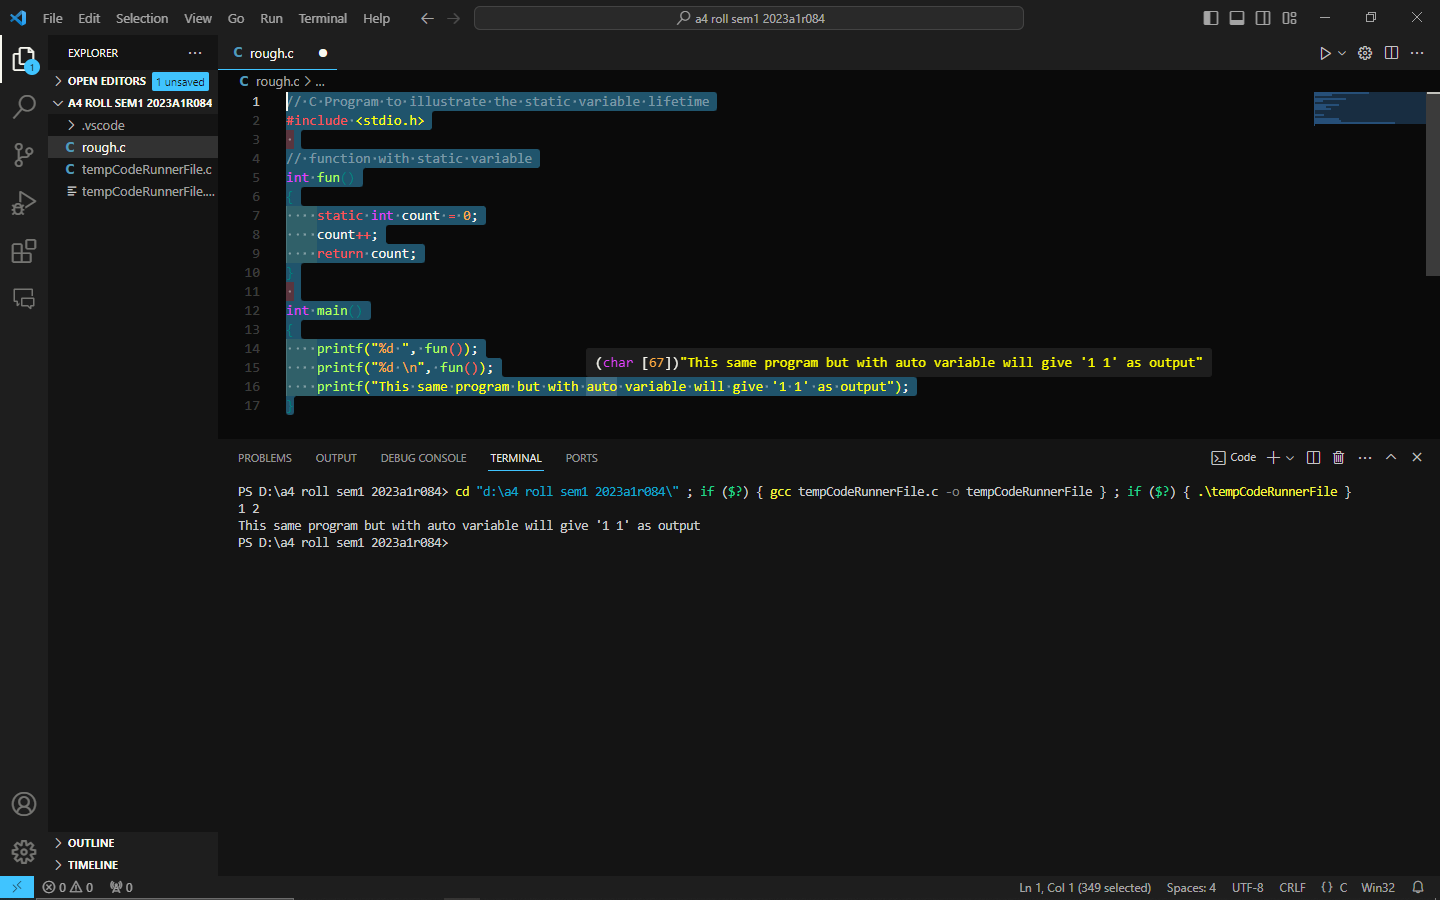 File Edit Selection View Go Run Terminal Help
a4 roll sem1 2023a1r084
EXPLORER
OPEN EDITORS 1 unsaved
A4 ROLL SEM1 2023A1R084
.vscode
C rough.c
C tempCodeRunnerFile.c
tempCodeRunnerFile....
OUTLINE
TIMELINE
1
C rough.c
C rough.c > ...
1 // C Program to illustrate the static variable lifetime
2 #include <stdio.h>
3
4 // function with static variable
5 int fun()
6 {
7 static int count = 0;
8 count++;
9 return count;
10 }
11
12 int main()
13 {
14 printf("%d ", fun());
15 printf("%d \n", fun());
16 printf("This same program but with auto variable will give '1 1' as output");
17 }
(char [67])"This same program but with auto variable will give '1 1' as output"
PROBLEMS OUTPUT DEBUG CONSOLE TERMINAL PORTS
Code
PS D:\a4 roll sem1 2023a1r084> cd "d:\a4 roll sem1 2023a1r084\" ; if ($?) { gcc tempCodeRunnerFile.c -o tempCodeRunnerFile } ; if ($?) { .\tempCodeRunnerFile }
1 2
This same program but with auto variable will give '1 1' as output
PS D:\a4 roll sem1 2023a1r084>
0 0 0
Ln 1, Col 1 (349 selected) Spaces: 4 UTF-8 CRLF {} C Win32